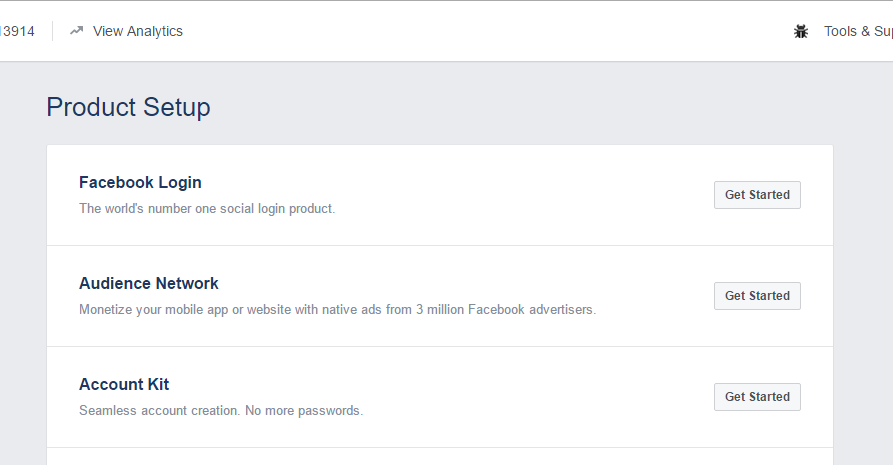 13914
View Analytics
Tools & Sup
Product Setup
Facebook Login
The world's number one social login product.
Get Started
Audience Network
Monetize your mobile app or website with native ads from 3 million Facebook advertisers.
Get Started
Account Kit
Seamless account creation. No more passwords.
Get Started